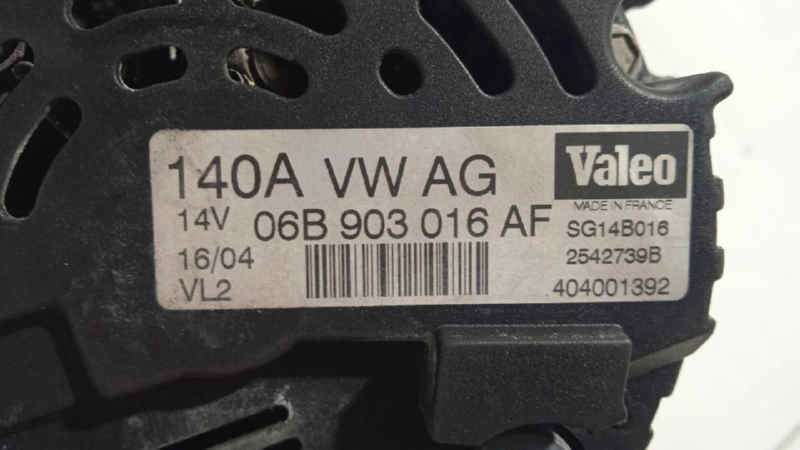 140A VW AG
14V 06B 903 016 AF
16/04
VL2
Valeo
MADE IN FRANCE
SG14B016
2542739B
404001392